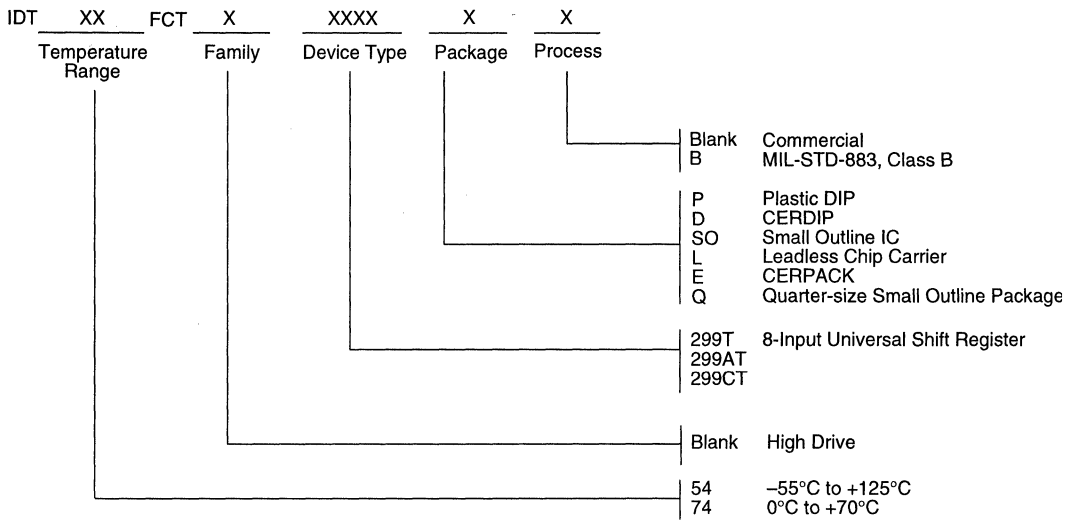 IDT XX FCT X XXXX X X
Temperature Range
Family
Device Type
Package
Process
Blank Commercial
B MIL-STD-883, Class B
P Plastic DIP
D CERDIP
SO Small Outline IC
L Leadless Chip Carrier
E CERPACK
Q Quarter-size Small Outline Package
299T 8-Input Universal Shift Register
299AT
299CT
Blank High Drive
54 –55°C to +125°C
74 0°C to +70°C